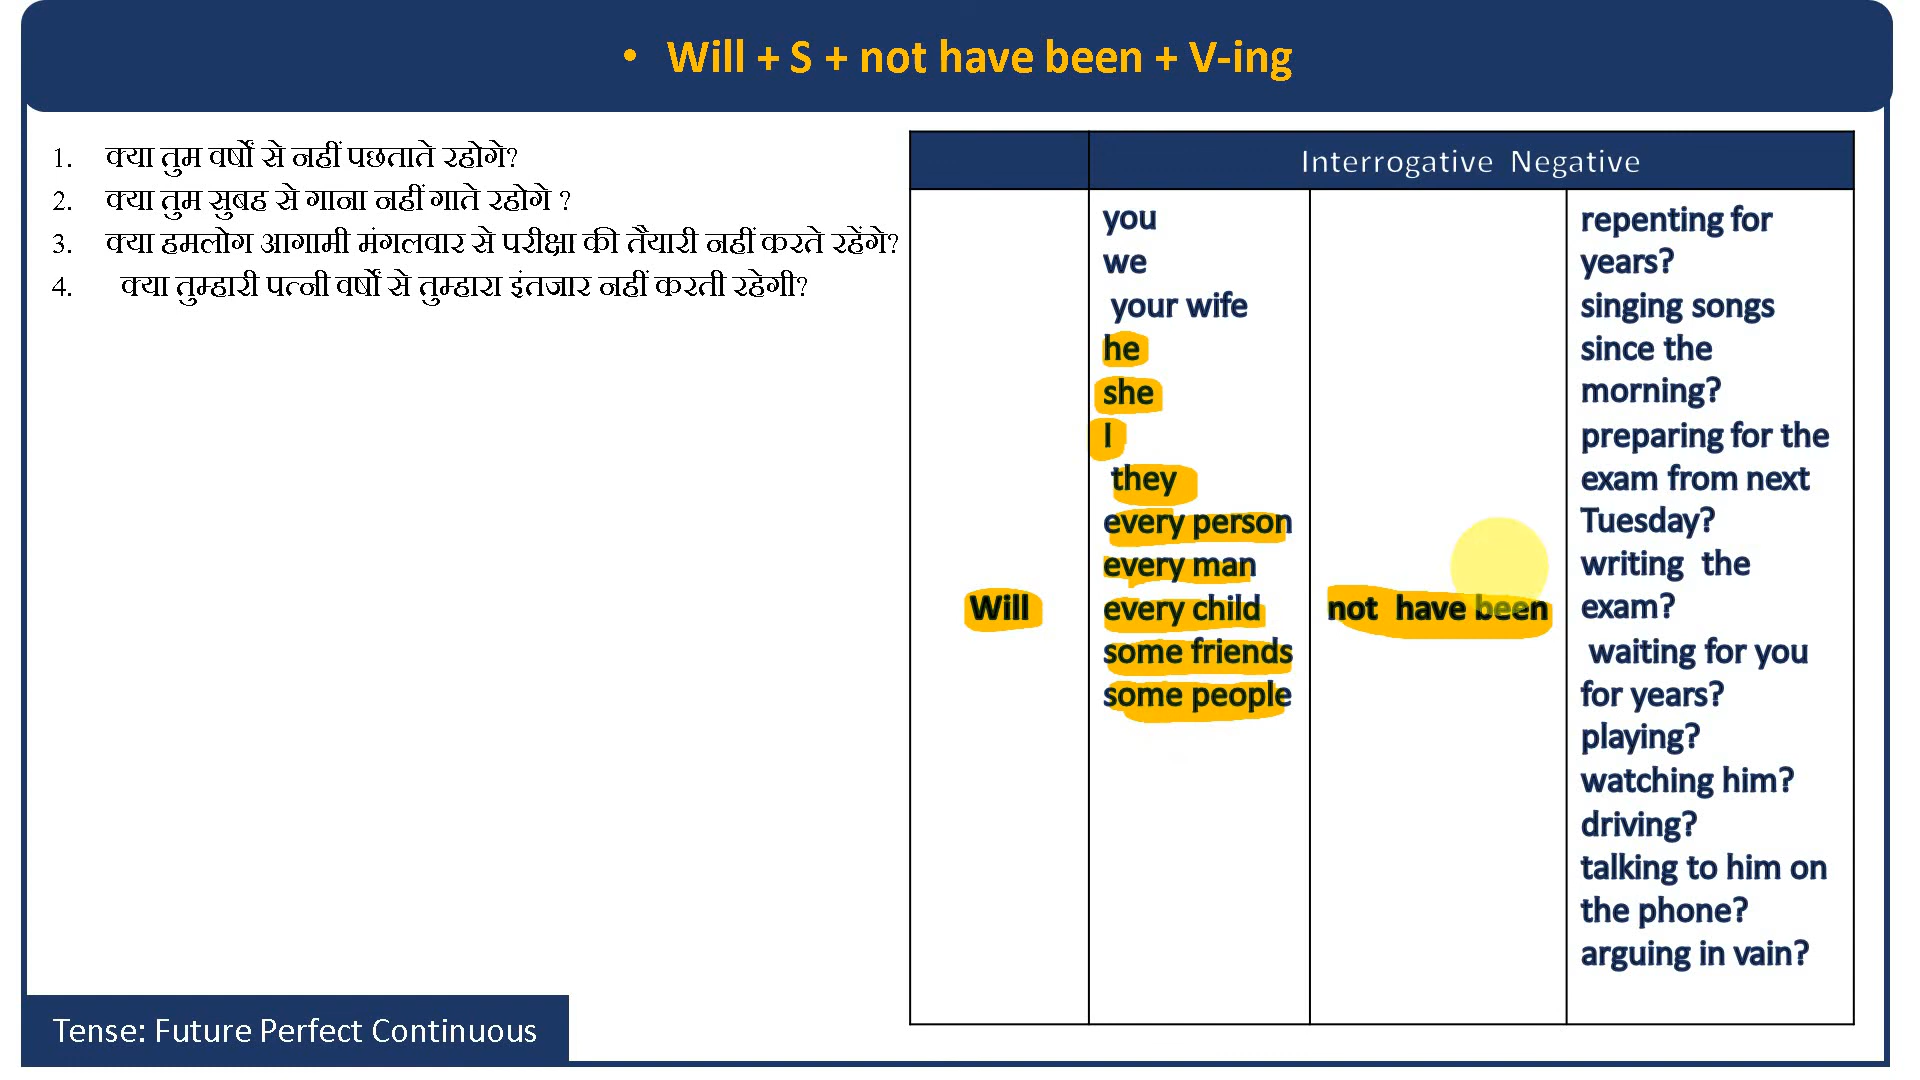 • Will + S + not have been + V-ing
1. क्या तुम वर्षों से नहीं पछताते रहोगे?
2. क्या तुम सुबह से गाना नहीं गाते रहोगे ?
3. क्या हमलोग आगामी मंगलवार से परीक्षा की तैयारी नहीं करते रहेंगे?
4. क्या तुम्हारी पत्नी वर्षों से तुम्हारा इंतजार नहीं करती रहेगी?
Interrogative Negative
Will
you
we
your wife
he
she
I
they
every person
every man
every child
some friends
some people
not have been
repenting for
years?
singing songs
since the
morning?
preparing for the
exam from next
Tuesday?
writing the
exam?
waiting for you
for years?
playing?
watching him?
driving?
talking to him on
the phone?
arguing in vain?
Tense: Future Perfect Continuous